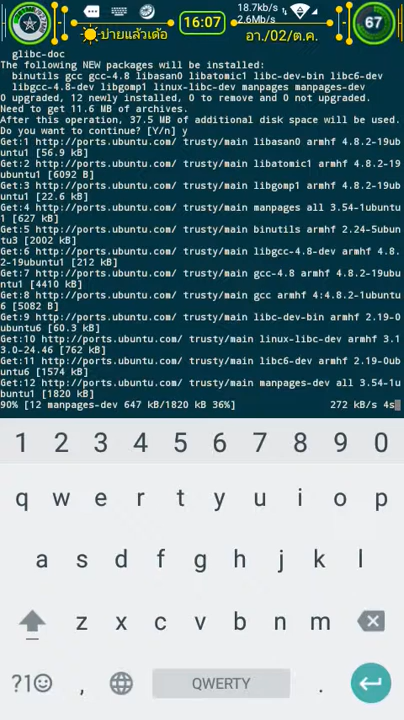 18.7kb/s
2.6Mb/s
16:07
67
บ่ายแล้วเด้อ
อา./02/ต.ค.
glibc-doc
The following NEW packages will be installed:
binutils gcc gcc-4.8 libasan0 libatomic1 libc-dev-bin libc6-dev
libgcc-4.8-dev libgomp1 linux-libc-dev manpages manpages-dev
0 upgraded, 12 newly installed, 0 to remove and 0 not upgraded.
Need to get 11.6 MB of archives.
After this operation, 37.5 MB of additional disk space will be used.
Do you want to continue? [Y/n] y
Get:1 http://ports.ubuntu.com/ trusty/main libasan0 armhf 4.8.2-19u
buntu1 [56.9 kB]
Get:2 http://ports.ubuntu.com/ trusty/main libatomic1 armhf 4.8.2-19
ubuntu1 [6092 B]
Get:3 http://ports.ubuntu.com/ trusty/main libgomp1 armhf 4.8.2-19ub
untu1 [22.6 kB]
Get:4 http://ports.ubuntu.com/ trusty/main manpages all 3.54-1ubuntu
1 [627 kB]
Get:5 http://ports.ubuntu.com/ trusty/main binutils armhf 2.24-5ubun
tu3 [2002 kB]
Get:6 http://ports.ubuntu.com/ trusty/main libgcc-4.8-dev armhf 4.8.
2-19ubuntu1 [212 kB]
Get:7 http://ports.ubuntu.com/ trusty/main gcc-4.8 armhf 4.8.2-19ubu
ntu1 [4410 kB]
Get:8 http://ports.ubuntu.com/ trusty/main gcc armhf 4:4.8.2-1ubuntu
6 [5082 B]
Get:9 http://ports.ubuntu.com/ trusty/main libc-dev-bin armhf 2.19-0
ubuntu6 [60.3 kB]
Get:10 http://ports.ubuntu.com/ trusty/main linux-libc-dev armhf 3.1
3.0-24.46 [762 kB]
Get:11 http://ports.ubuntu.com/ trusty/main libc6-dev armhf 2.19-0ub
untu6 [1574 kB]
Get:12 http://ports.ubuntu.com/ trusty/main manpages-dev all 3.54-1u
buntu1 [1820 kB]
90% [12 manpages-dev 647 kB/1820 kB 36%] 272 kB/s 4s
1 2 3 4 5 6 7 8 9 0
q w e r t y u i o p
a s d f g h j k l
z x c v b n m
?1☺ , QWERTY .